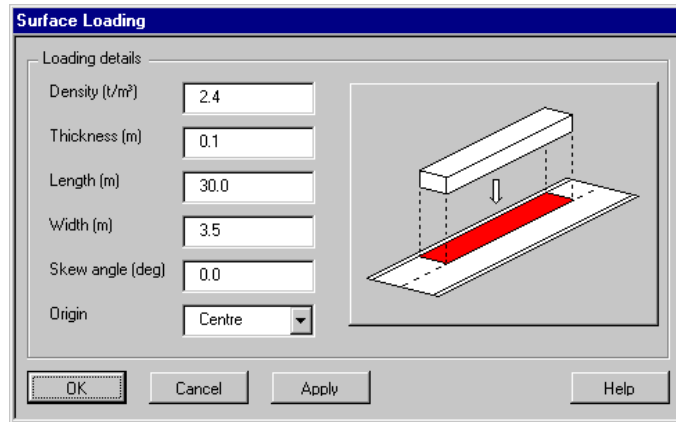 Surface Loading
Loading details
Density (t/m³) 2.4
Thickness (m) 0.1
Length (m) 30.0
Width (m) 3.5
Skew angle (deg) 0.0
Origin Centre
OK Cancel Apply Help